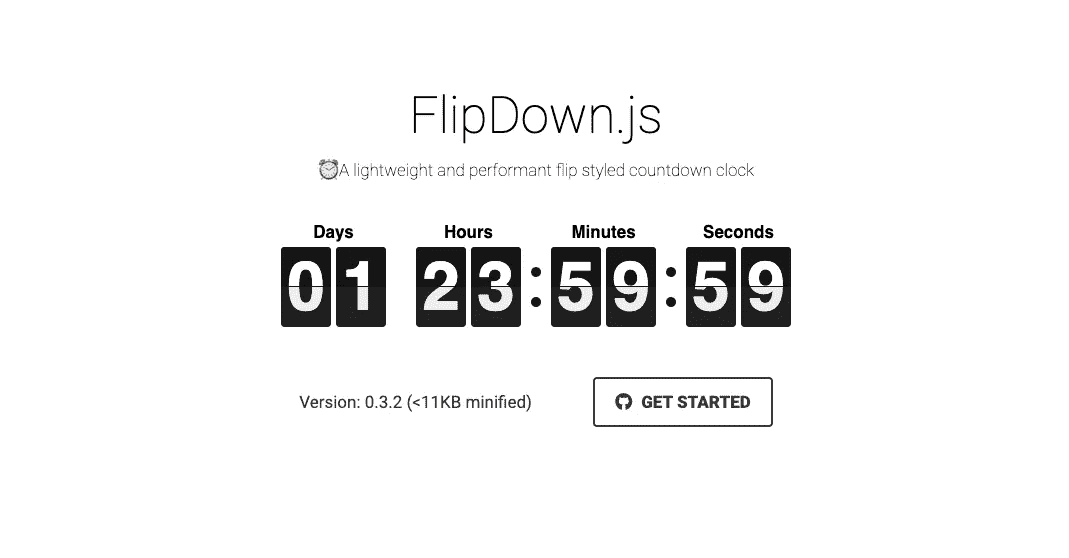 FlipDown.js
⏰A lightweight and performant flip styled countdown clock
Days Hours Minutes Seconds
01 23:59:59
Version: 0.3.2 (<11KB minified)
GET STARTED